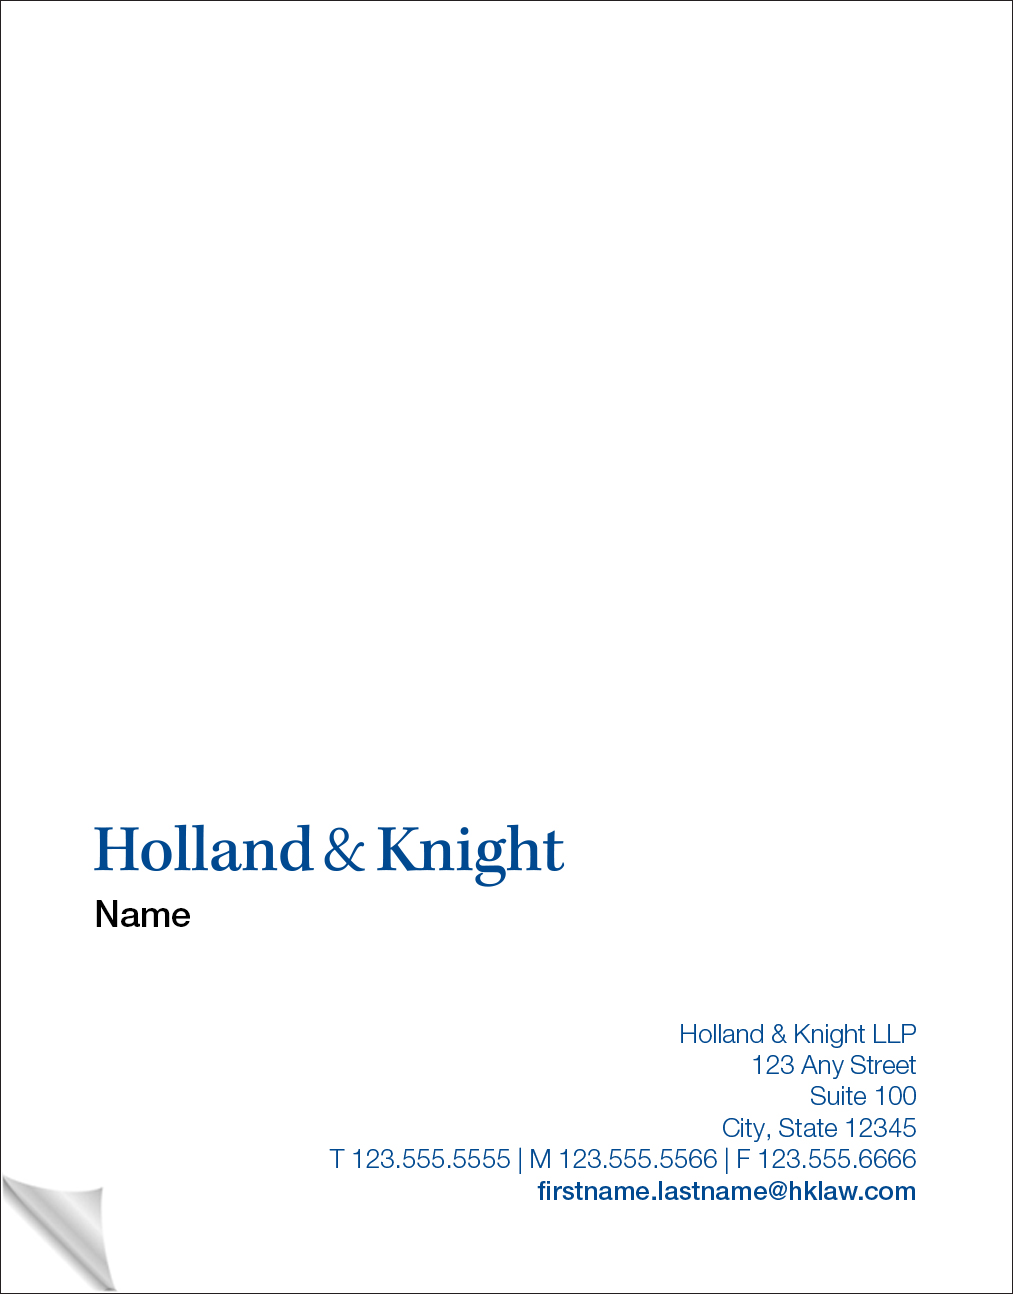 Holland & Knight
Name
Holland & Knight LLP
123 Any Street
Suite 100
City, State 12345
T 123.555.5555 | M 123.555.5566 | F 123.555.6666
firstname.lastname@hklaw.com